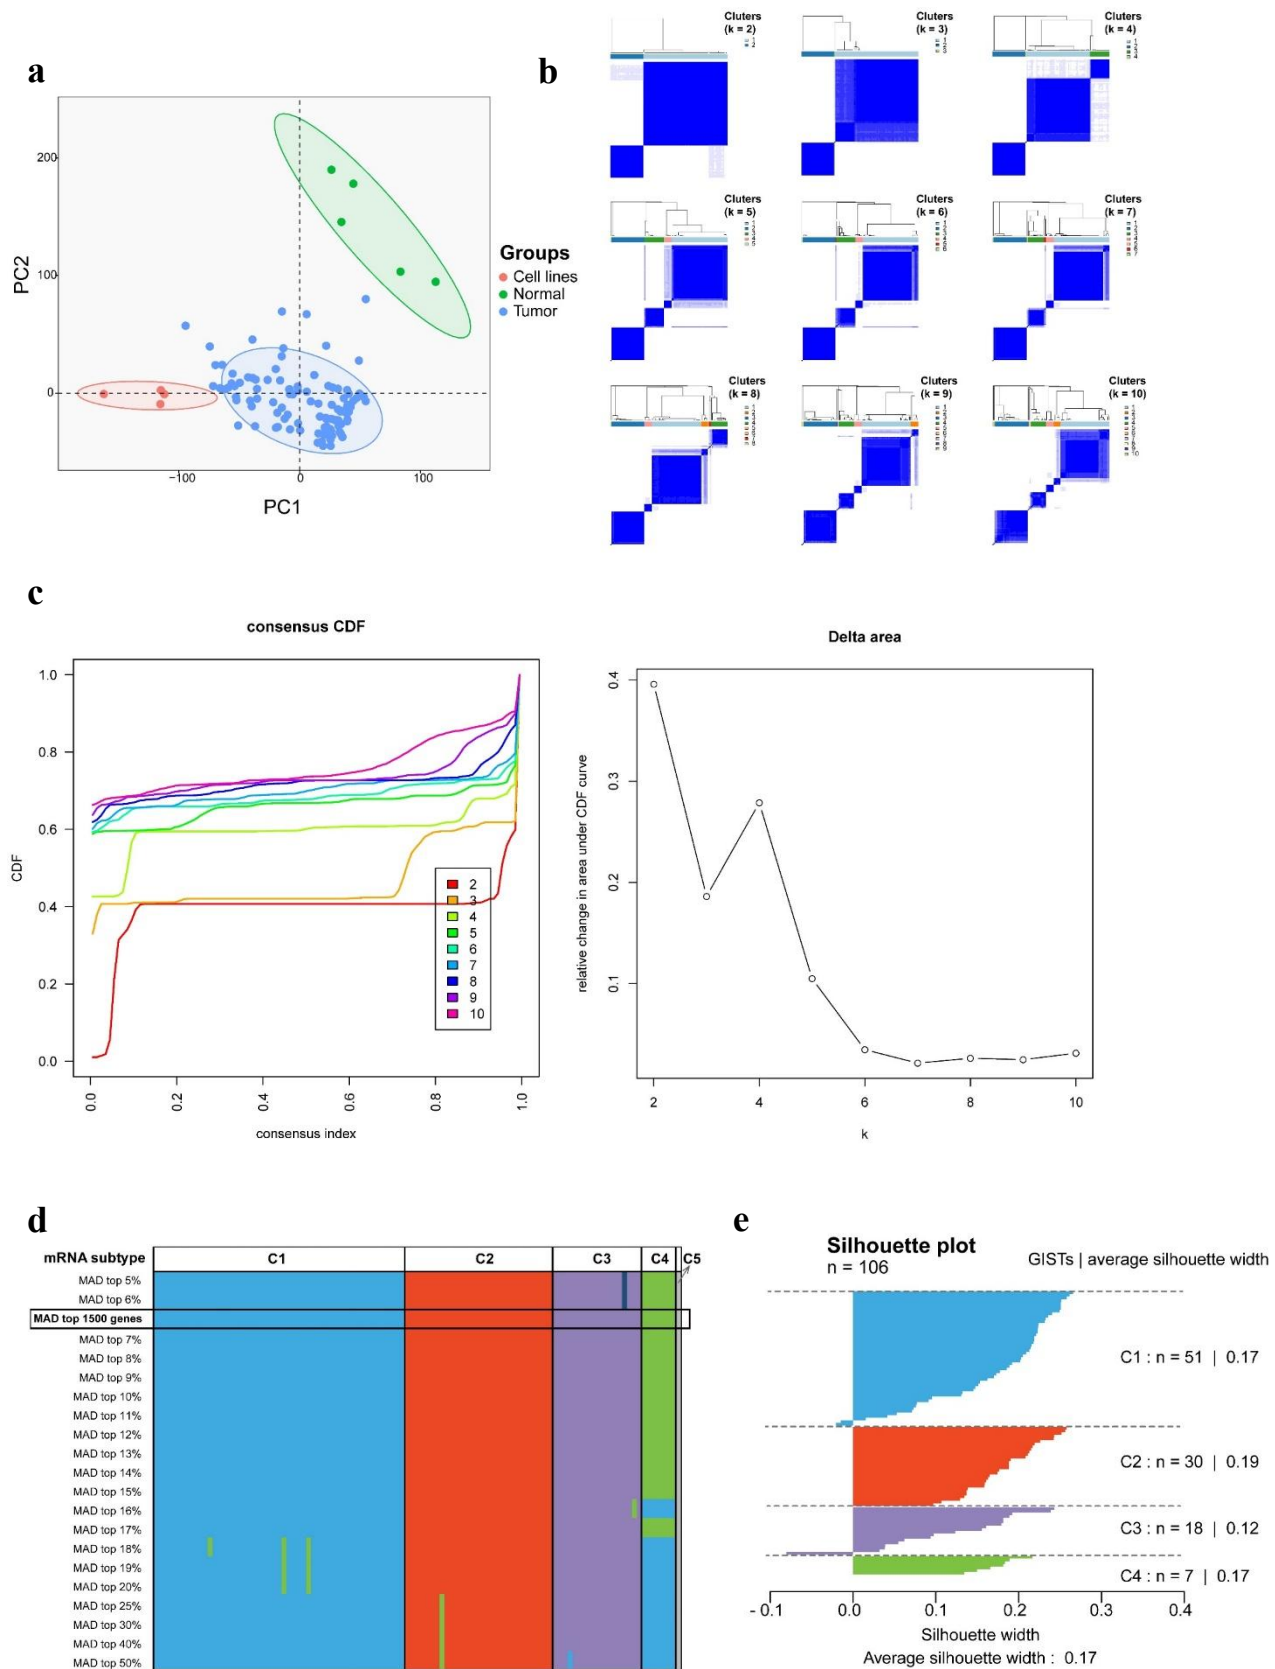 a
200
100
0
−100
0
100
PC2
PC1
Groups
Cell lines
Normal
Tumor
b
Cluters
(k = 2)
1
2
Cluters
(k = 3)
1
2
3
Cluters
(k = 4)
1
2
3
4
Cluters
(k = 5)
Cluters
(k = 6)
Cluters
(k = 7)
Cluters
(k = 8)
Cluters
(k = 9)
Cluters
(k = 10)
c
consensus CDF
1.0
0.8
0.6
0.4
0.2
0.0
CDF
2
3
4
5
6
7
8
9
10
0.0
0.2
0.4
0.6
0.8
1.0
consensus index
Delta area
0.4
0.3
0.2
0.1
relative change in area under CDF curve
2
4
6
8
10
k
d
mRNA subtype
C1
C2
C3
C4
C5
MAD top 5%
MAD top 6%
MAD top 1500 genes
MAD top 7%
MAD top 8%
MAD top 9%
MAD top 10%
MAD top 11%
MAD top 12%
MAD top 13%
MAD top 14%
MAD top 15%
MAD top 16%
MAD top 17%
MAD top 18%
MAD top 19%
MAD top 20%
MAD top 25%
MAD top 30%
MAD top 40%
MAD top 50%
e
Silhouette plot
n = 106
GISTs | average silhouette width
C1 : n = 51 | 0.17
C2 : n = 30 | 0.19
C3 : n = 18 | 0.12
C4 : n = 7 | 0.17
-0.1
0.0
0.1
0.2
0.3
0.4
Silhouette width
Average silhouette width : 0.17